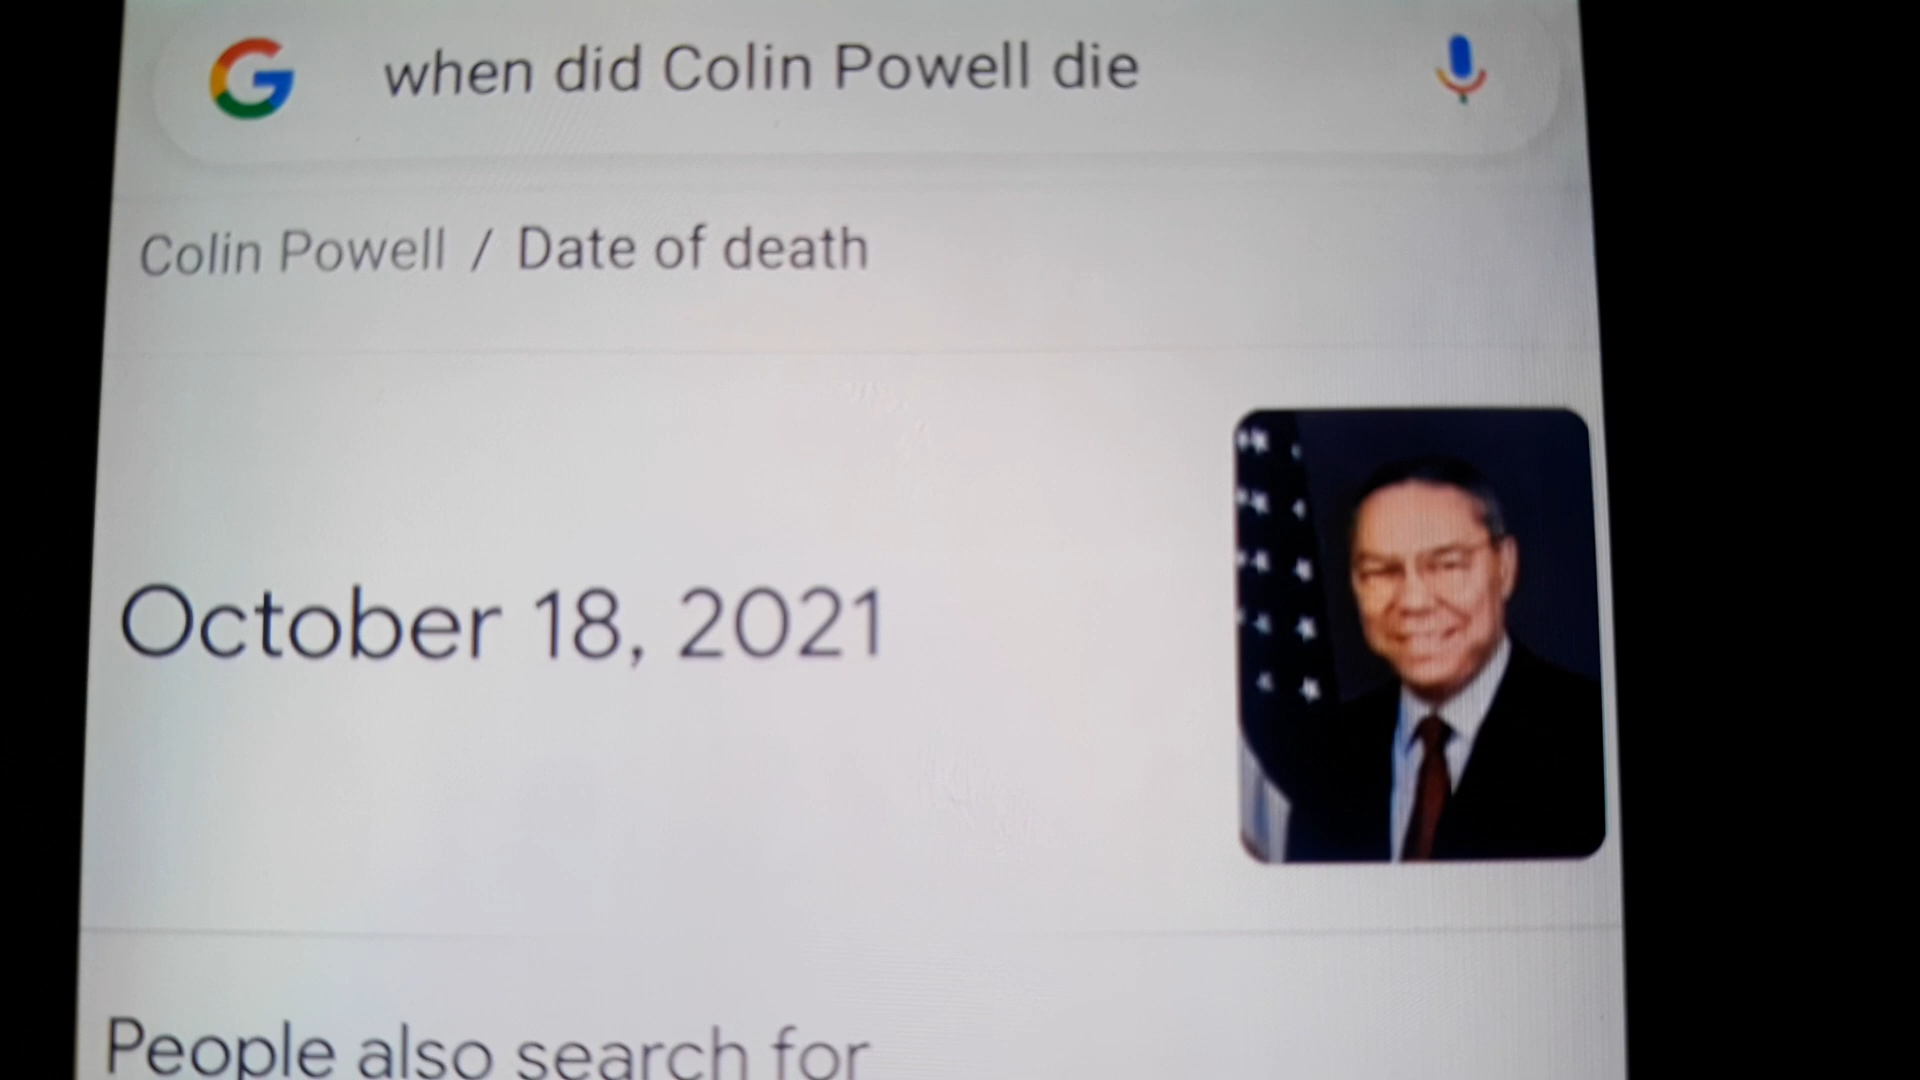 when did Colin Powell die
Colin Powell / Date of death
October 18, 2021
People also search for